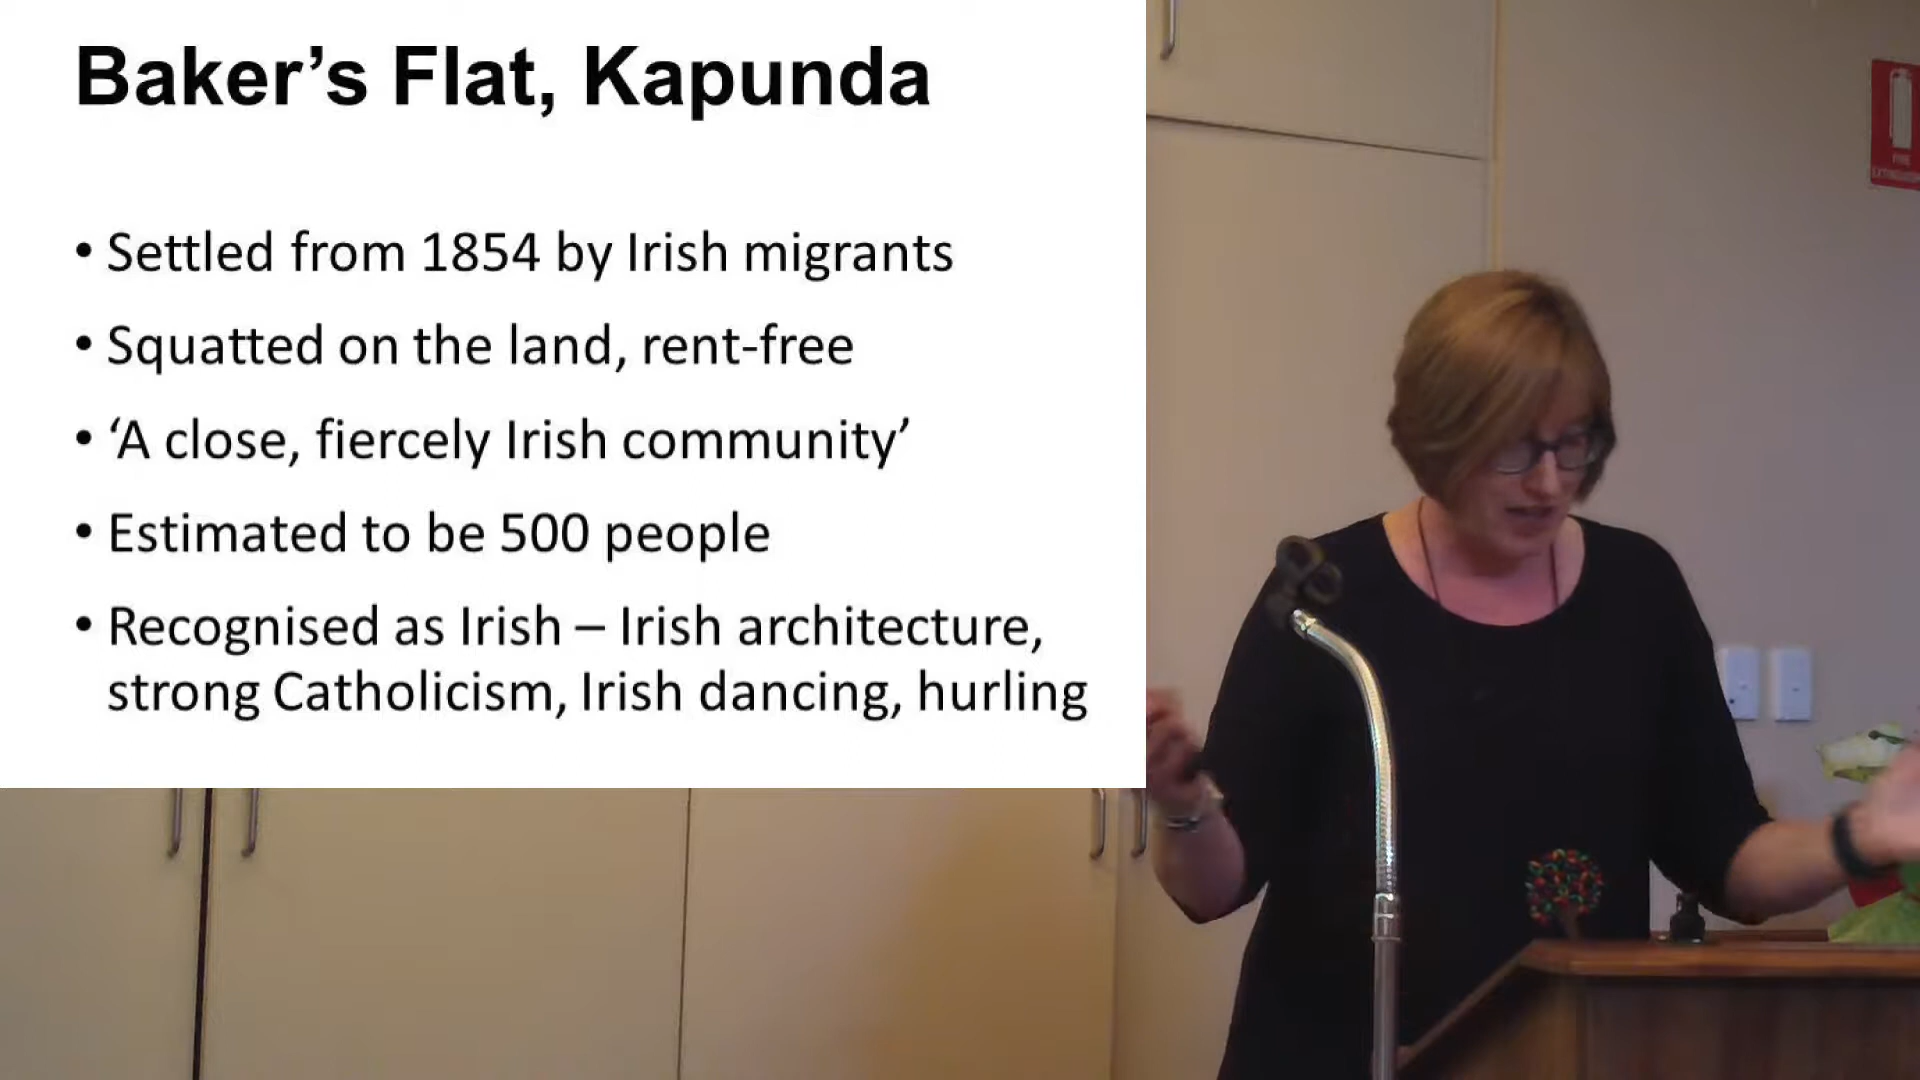 Baker’s Flat, Kapunda
• Settled from 1854 by Irish migrants
• Squatted on the land, rent-free
• ‘A close, fiercely Irish community’
• Estimated to be 500 people
• Recognised as Irish – Irish architecture,
strong Catholicism, Irish dancing, hurling
FIRE